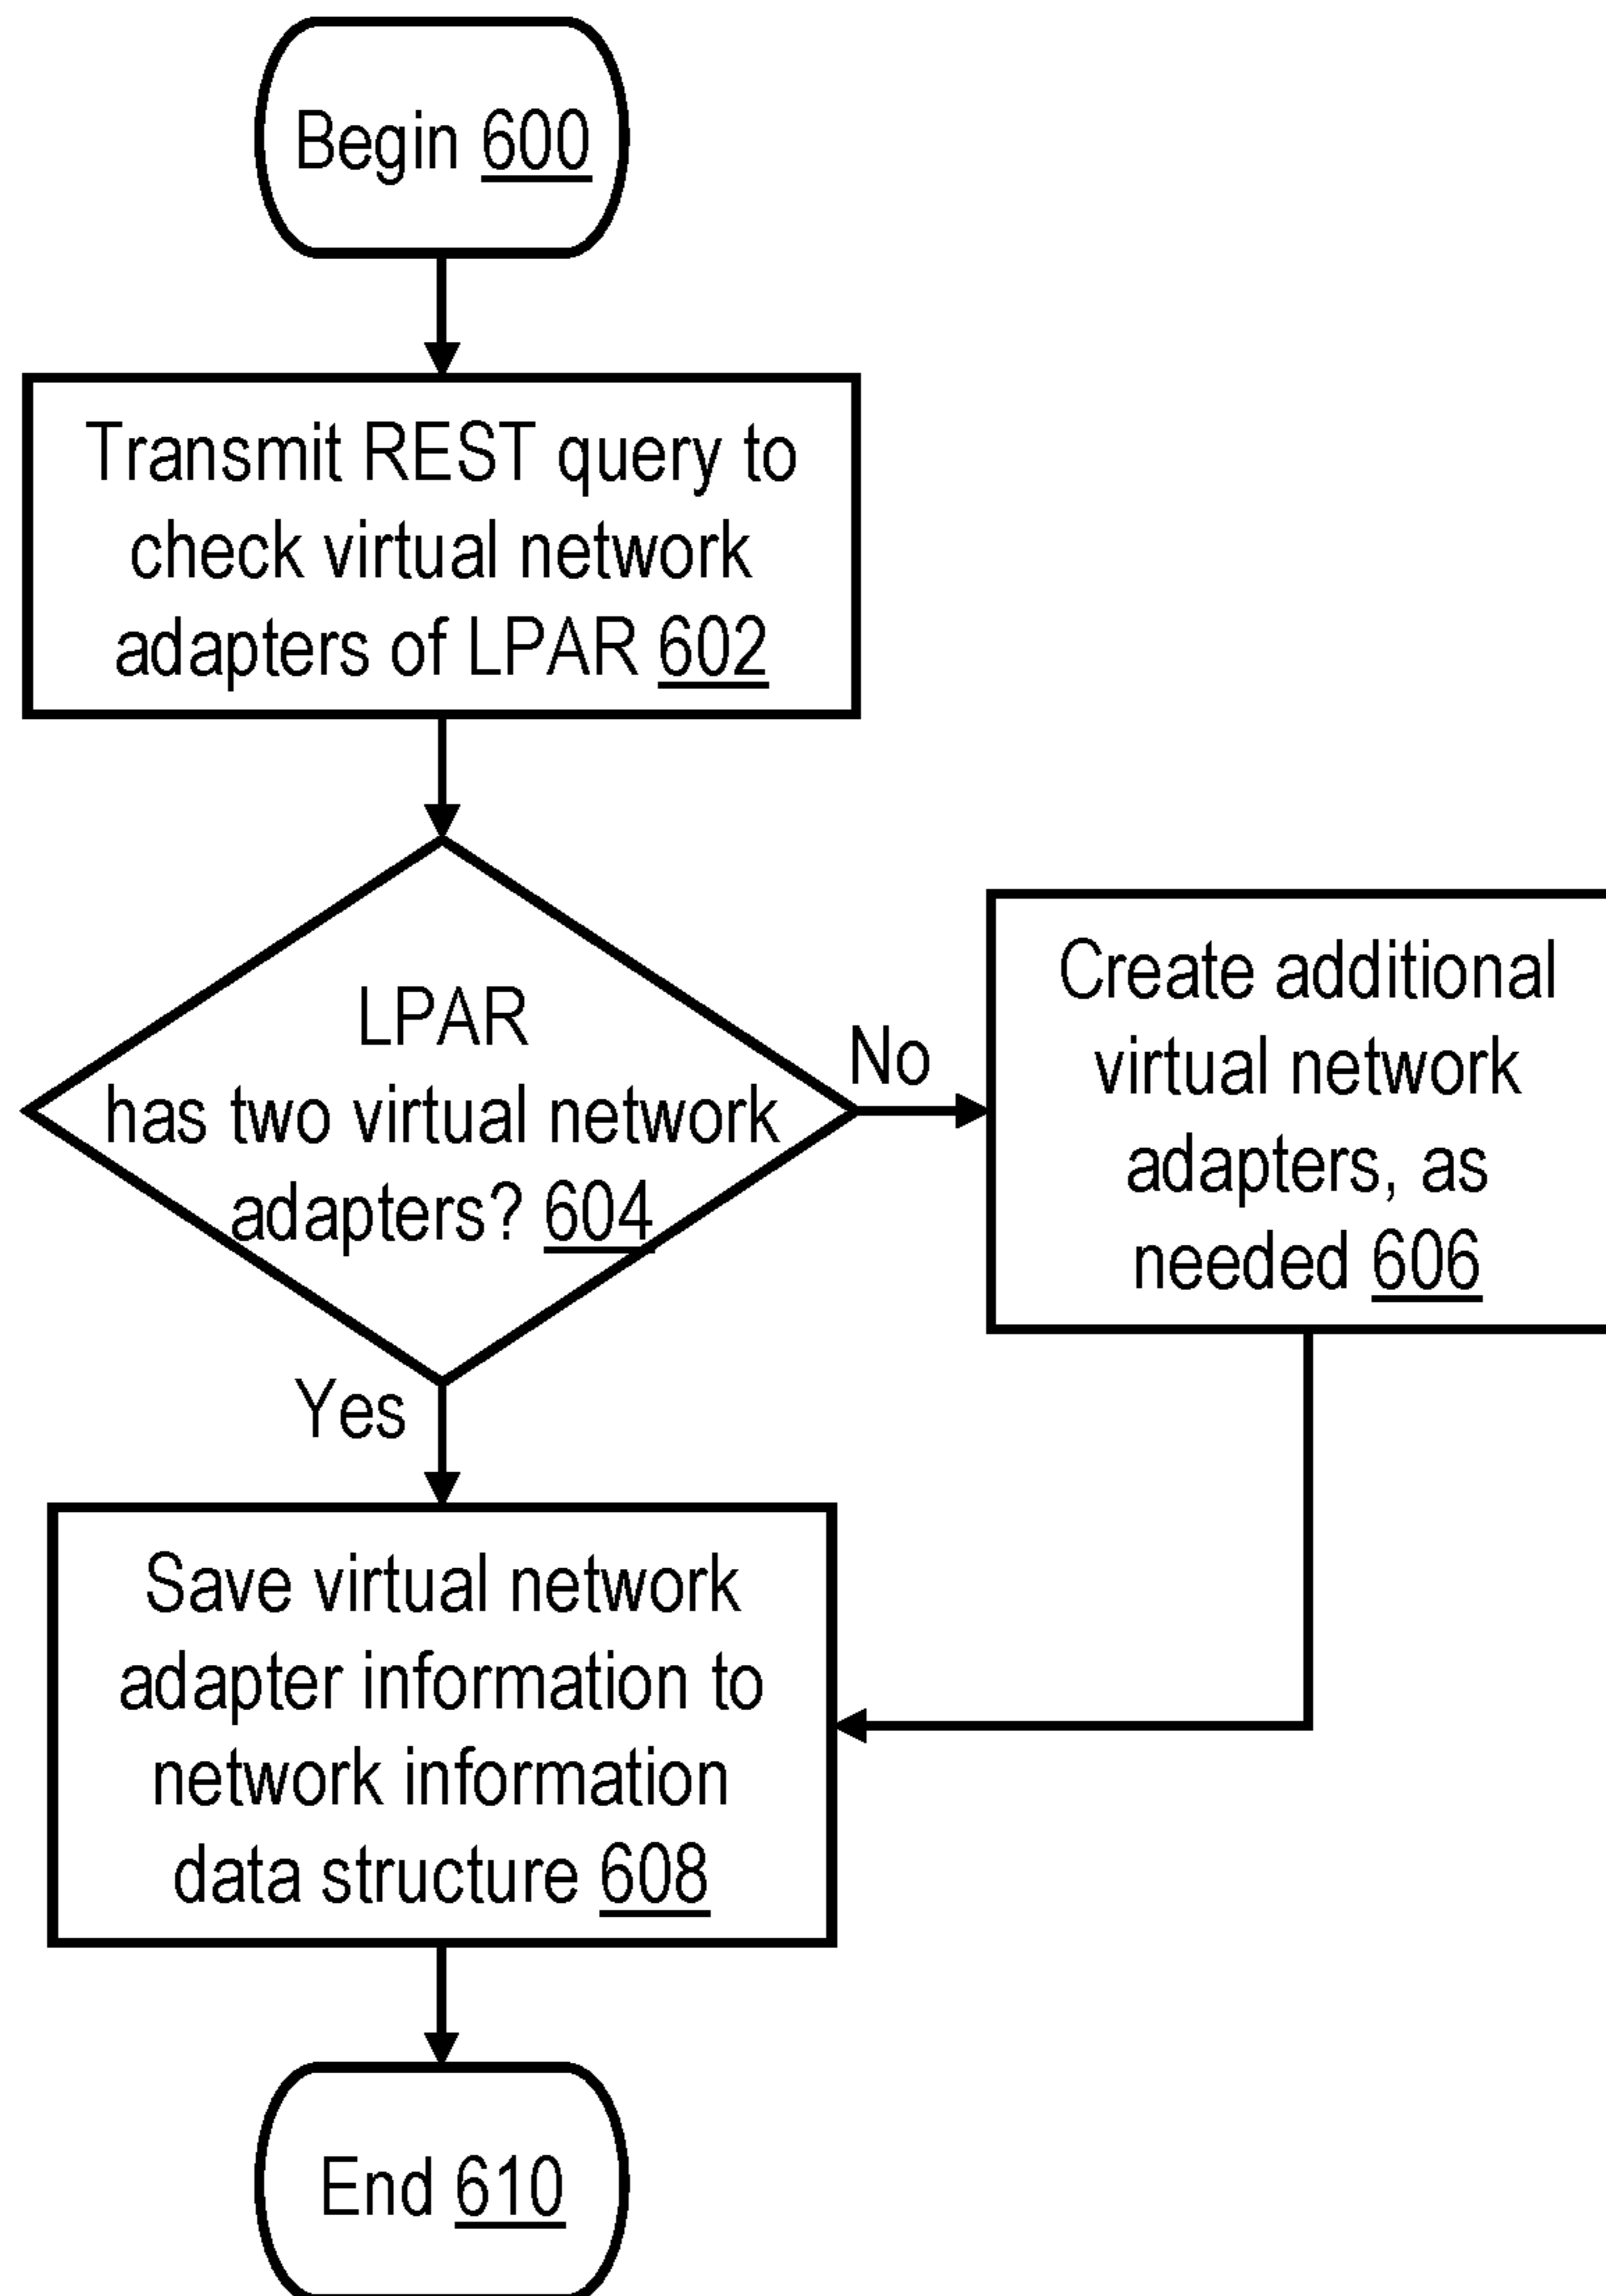 Begin 600
Transmit REST query to
check virtual network
adapters of LPAR 602
LPAR
has two virtual network
adapters? 604
No
Create additional
virtual network
adapters, as
needed 606
Yes
Save virtual network
adapter information to
network information
data structure 608
End 610